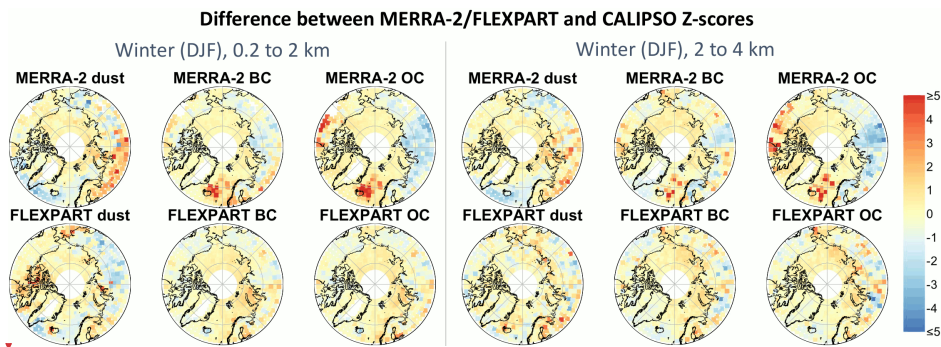 Difference between MERRA-2/FLEXPART and CALIPSO Z-scores
Winter (DJF), 0.2 to 2 km
Winter (DJF), 2 to 4 km
MERRA-2 dust MERRA-2 BC MERRA-2 OC MERRA-2 dust MERRA-2 BC MERRA-2 OC
FLEXPART dust FLEXPART BC FLEXPART OC FLEXPART dust FLEXPART BC FLEXPART OC
≥5
4
3
2
1
0
-1
-2
-3
-4
≤5